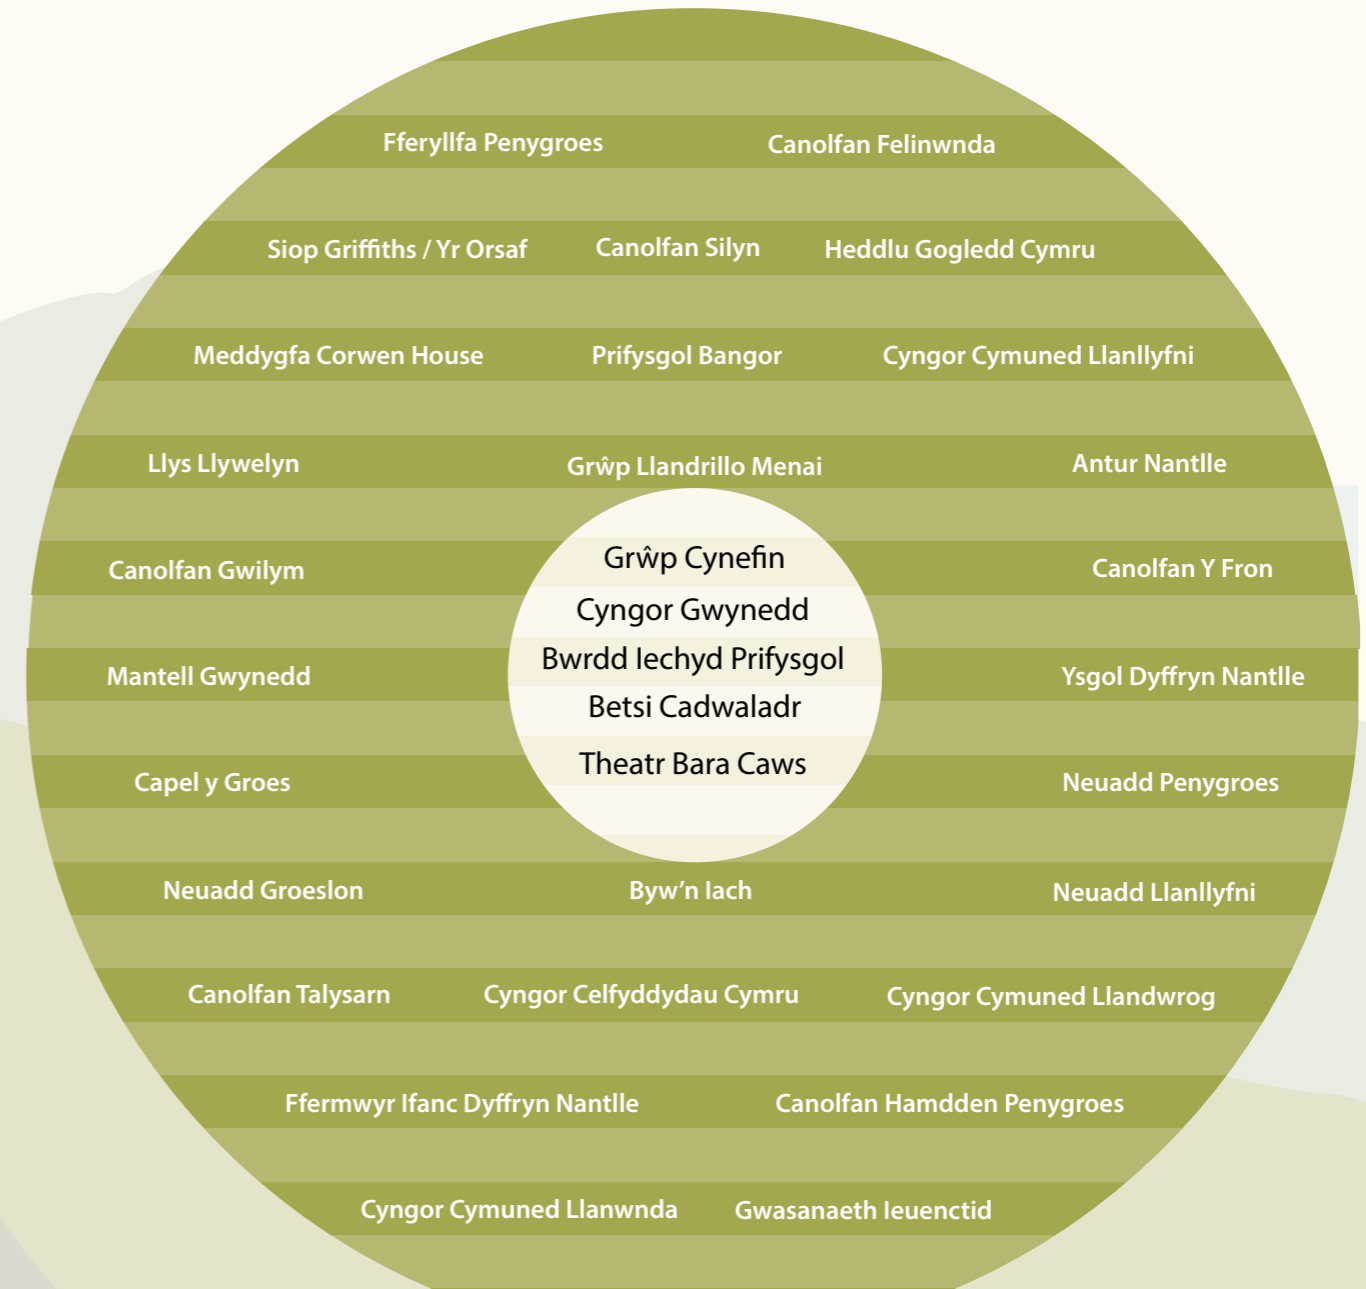 Fferyllfa Penygroes
Canolfan Felinwnda
Siop Griffiths / Yr Orsaf
Canolfan Silyn
Heddlu Gogledd Cymru
Meddygfa Corwen House
Prifysgol Bangor
Cyngor Cymuned Llanllyfni
Llys Llywelyn
Grŵp Llandrillo Menai
Antur Nantlle
Grŵp Cynefin
Cyngor Gwynedd
Bwrdd Iechyd Prifysgol
Betsi Cadwaladr
Theatr Bara Caws
Canolfan Gwilym
Canolfan Y Fron
Mantell Gwynedd
Ysgol Dyffryn Nantlle
Capel y Groes
Neuadd Penygroes
Neuadd Groeslon
Byw’n Iach
Neuadd Llanllyfni
Canolfan Talysarn
Cyngor Celfyddydau Cymru
Cyngor Cymuned Llandwrog
Ffermwyr Ifanc Dyffryn Nantlle
Canolfan Hamdden Penygroes
Cyngor Cymuned Llanwnda
Gwasanaeth Ieuenctid